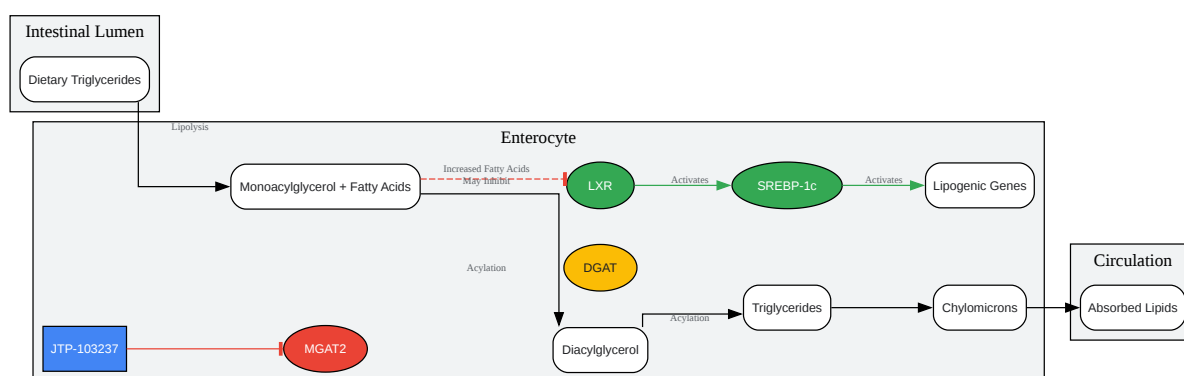 Intestinal Lumen
Dietary Triglycerides
Lipolysis
Enterocyte
Monoacylglycerol + Fatty Acids
Increased Fatty Acids
May Inhibit
LXR
Activates
SREBP-1c
Activates
Lipogenic Genes
Acylation
DGAT
Circulation
Triglycerides
Chylomicrons
Absorbed Lipids
Acylation
JTP-103237
MGAT2
Diacylglycerol